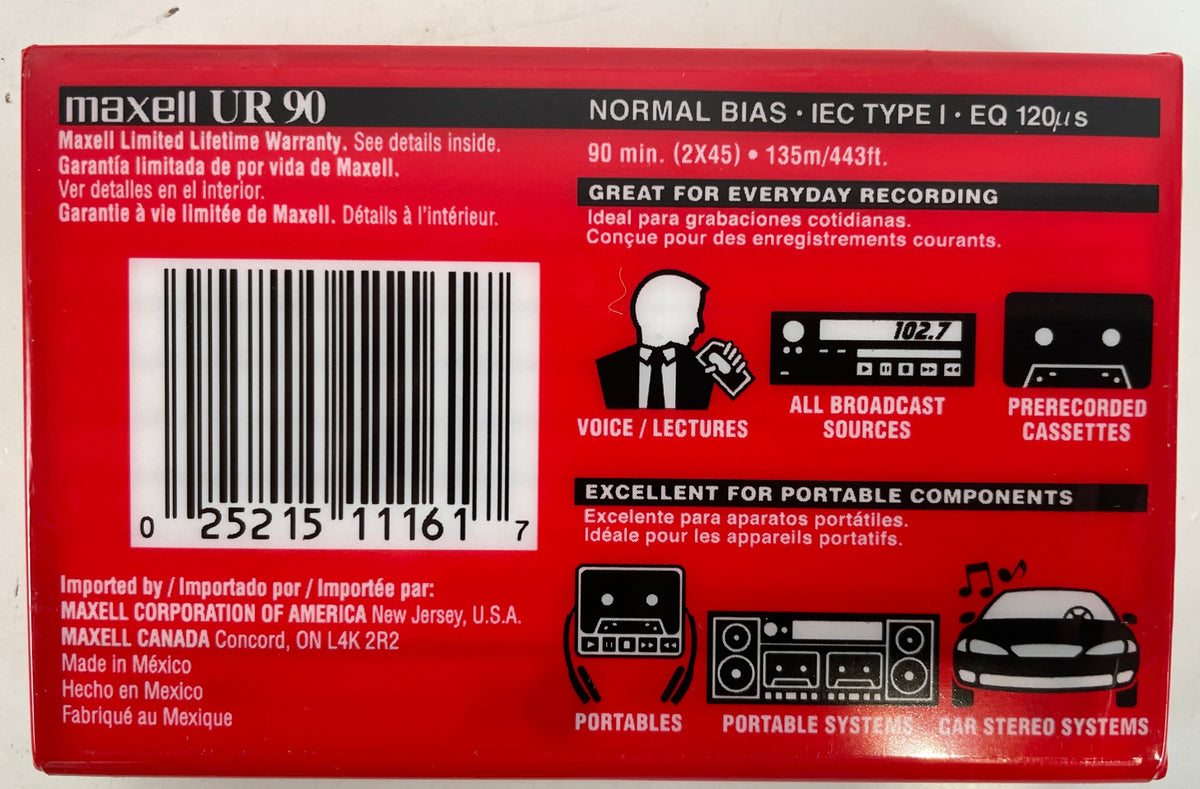 maxell UR 90
Maxell Limited Lifetime Warranty. See details inside.
Garantía limitada de por vida de Maxell.
Ver detalles en el interior.
Garantie à vie limitée de Maxell. Détails à l'intérieur.
0 25215 11161 7
Imported by / Importado por / Importée par:
MAXELL CORPORATION OF AMERICA New Jersey, U.S.A.
MAXELL CANADA Concord, ON L4K 2R2
Made in México
Hecho en Mexico
Fabriqué au Mexique
NORMAL BIAS · IEC TYPE I · EQ 120µs
90 min. (2X45) • 135m/443ft.
GREAT FOR EVERYDAY RECORDING
Ideal para grabaciones cotidianas.
Conçue pour des enregistrements courants.
102.7
VOICE / LECTURES
ALL BROADCAST
SOURCES
PRERECORDED
CASSETTES
EXCELLENT FOR PORTABLE COMPONENTS
Excelente para aparatos portátiles.
Idéale pour les appareils portatifs.
PORTABLES
PORTABLE SYSTEMS
CAR STEREO SYSTEMS